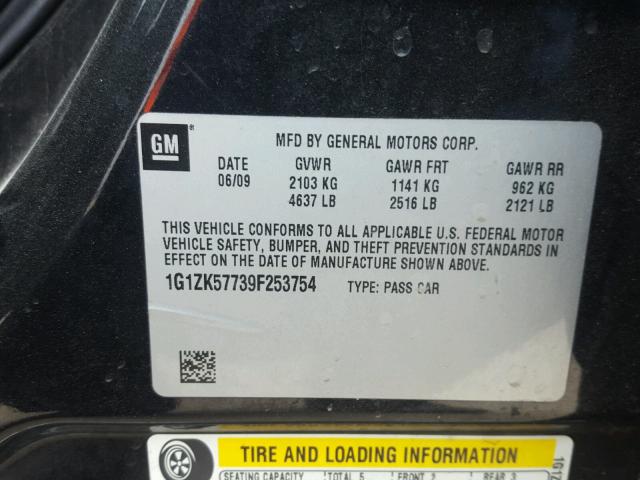 GM ®
MFD BY GENERAL MOTORS CORP.
DATE GVWR GAWR FRT GAWR RR
06/09 2103 KG 1141 KG 962 KG
4637 LB 2516 LB 2121 LB
THIS VEHICLE CONFORMS TO ALL APPLICABLE U.S. FEDERAL MOTOR
VEHICLE SAFETY, BUMPER, AND THEFT PREVENTION STANDARDS IN
EFFECT ON THE DATE OF MANUFACTURE SHOWN ABOVE.
1G1ZK57739F253754 TYPE: PASS CAR
TIRE AND LOADING INFORMATION
SEATING CAPACITY TOTAL 5 FRONT 2 REAR 3
1G1Z